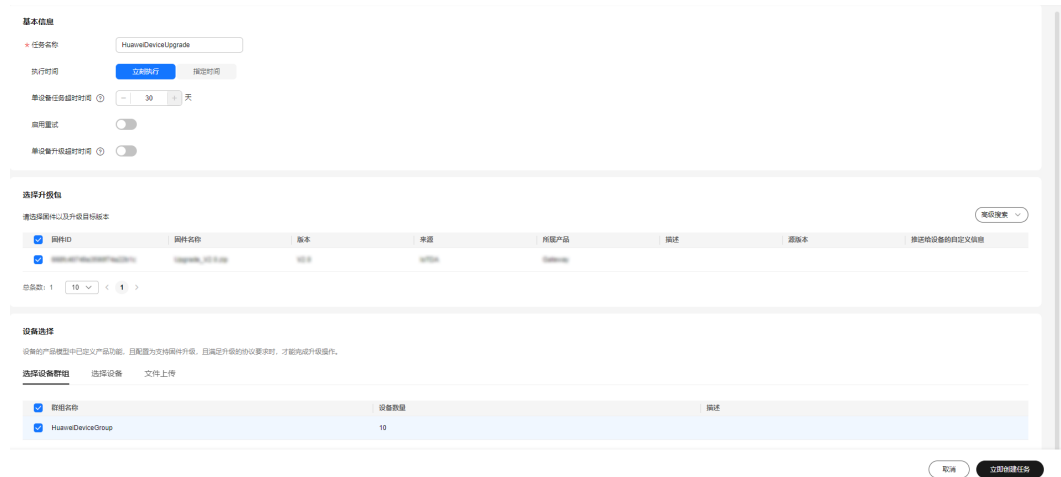 基本信息
* 任务名称 HuaweiDeviceUpgrade
执行时间 立刻执行 指定时间
单设备任务超时时间 ? − 30 + 天
启用重试
单设备升级超时时间 ?
选择升级包
请选择固件以及升级目标版本 高级搜索
固件ID 固件名称 版本 来源 所属产品 描述 源版本 推送给设备的自定义信息
总条数: 1 10 < 1 >
设备选择
设备的产品模型中已定义产品功能，且配置为支持固件升级，且满足升级的协议要求时，才能完成升级操作。
选择设备群组 选择设备 文件上传
群组名称 设备数量 描述
HuaweiDeviceGroup 10
取消 立即创建任务